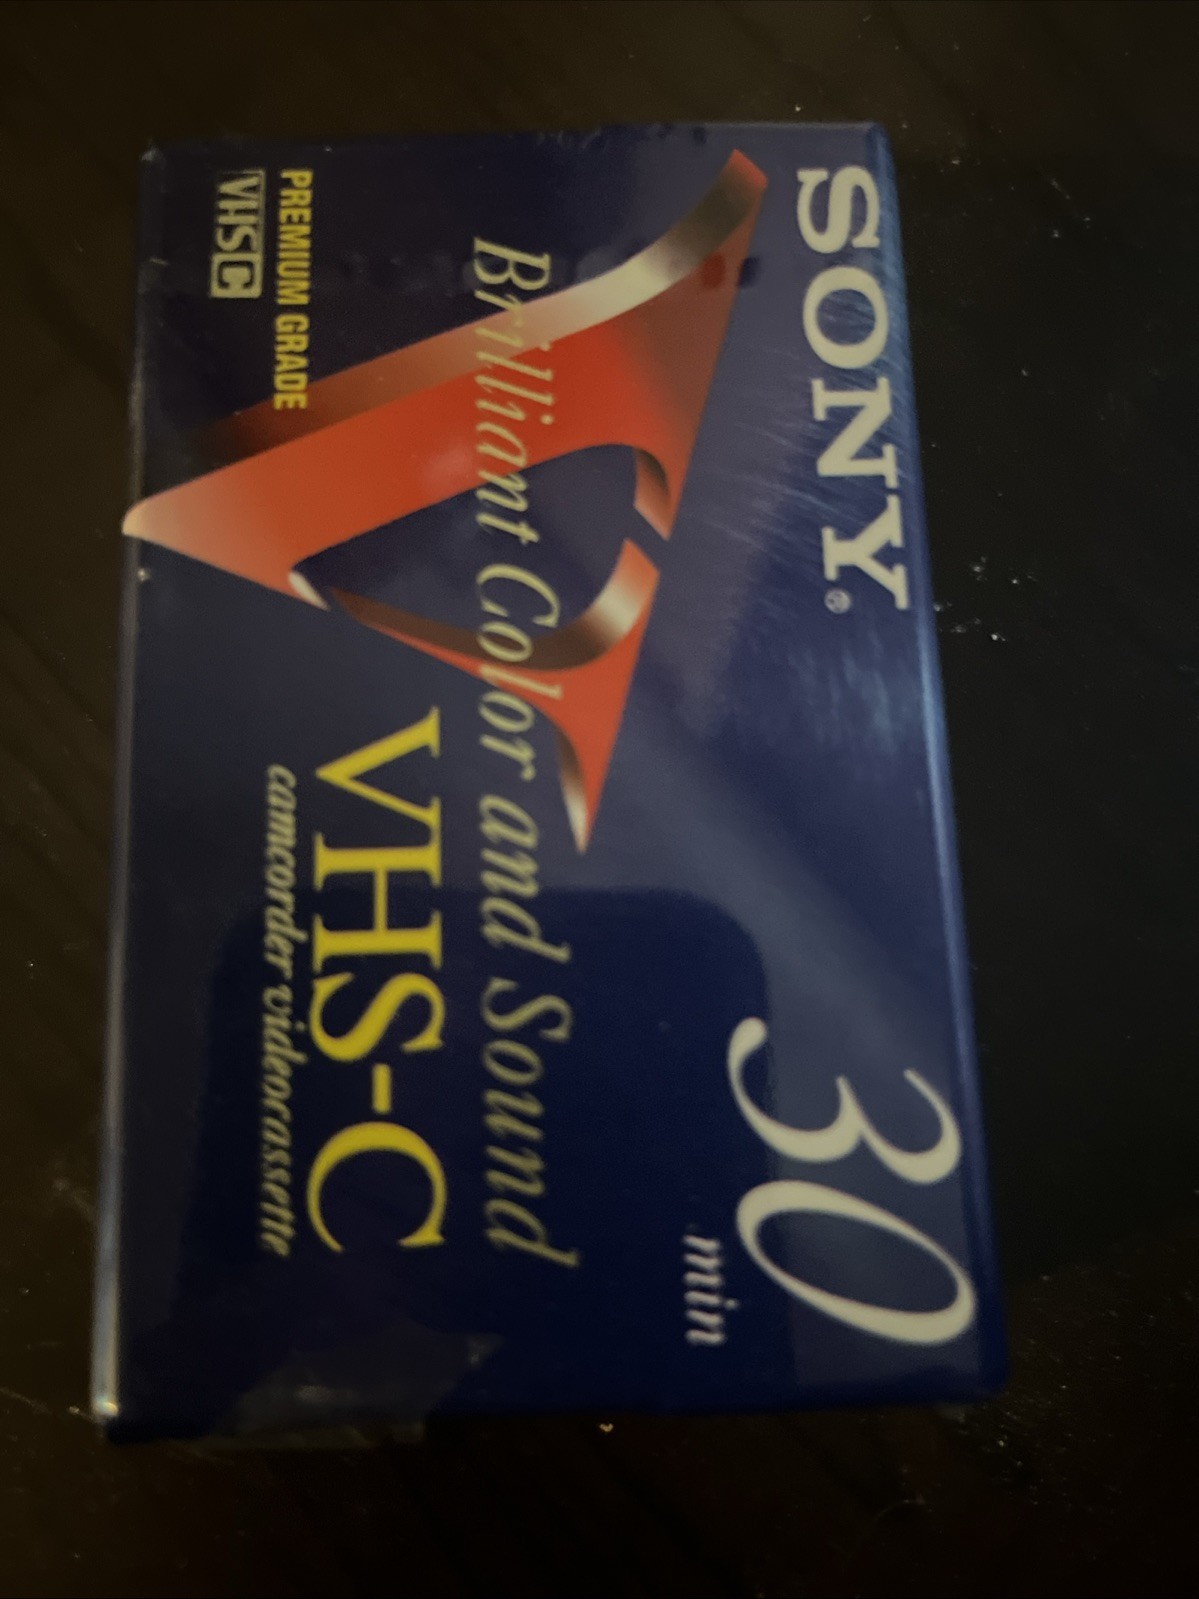 SONY®
30
min
Brilliant Color and Sound
VHS-C
camcorder videocassette
PREMIUM GRADE
VHSC